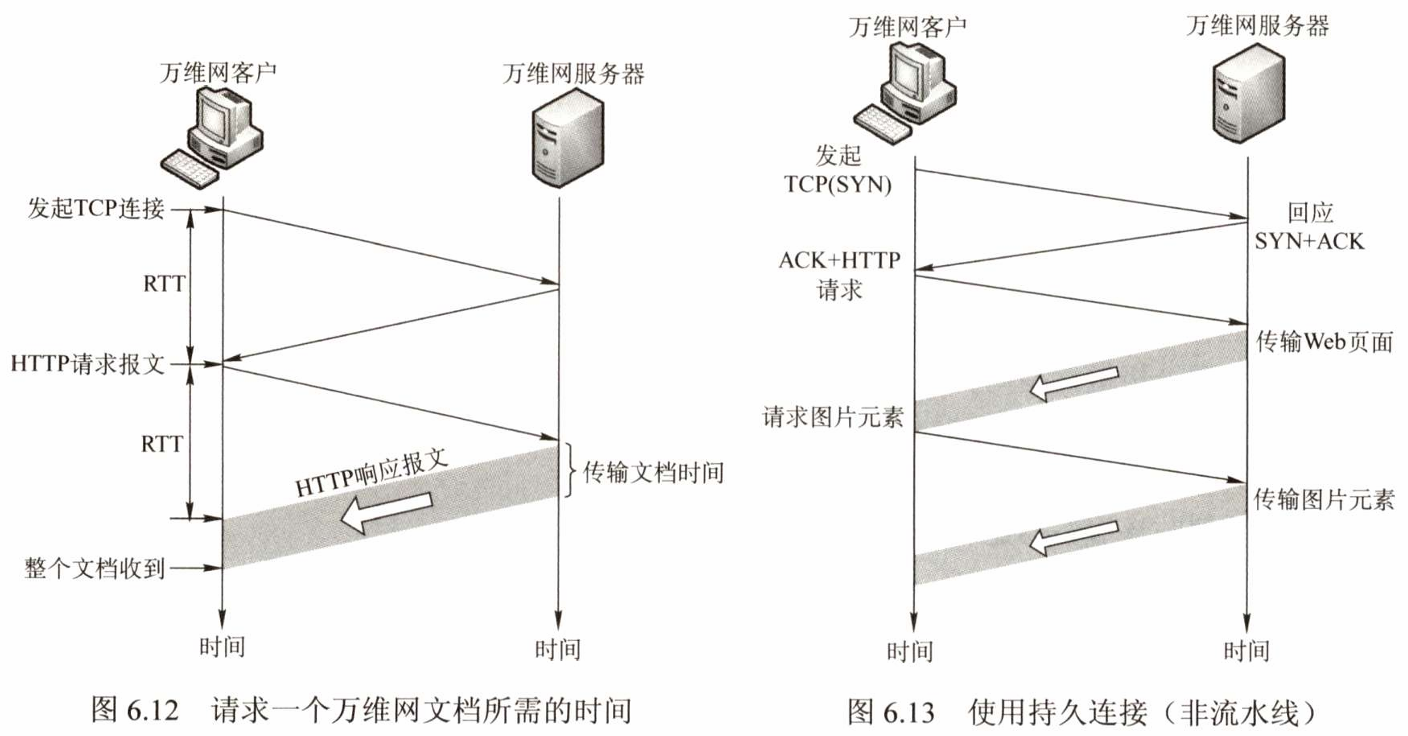 万维网客户
万维网服务器
发起TCP连接
RTT
HTTP请求报文
RTT
HTTP响应报文
传输文档时间
整个文档收到
时间
时间
图 6.12 请求一个万维网文档所需的时间
万维网客户
万维网服务器
发起
TCP(SYN)
回应
SYN+ACK
ACK+HTTP
请求
传输Web页面
请求图片元素
传输图片元素
时间
时间
图 6.13 使用持久连接（非流水线）